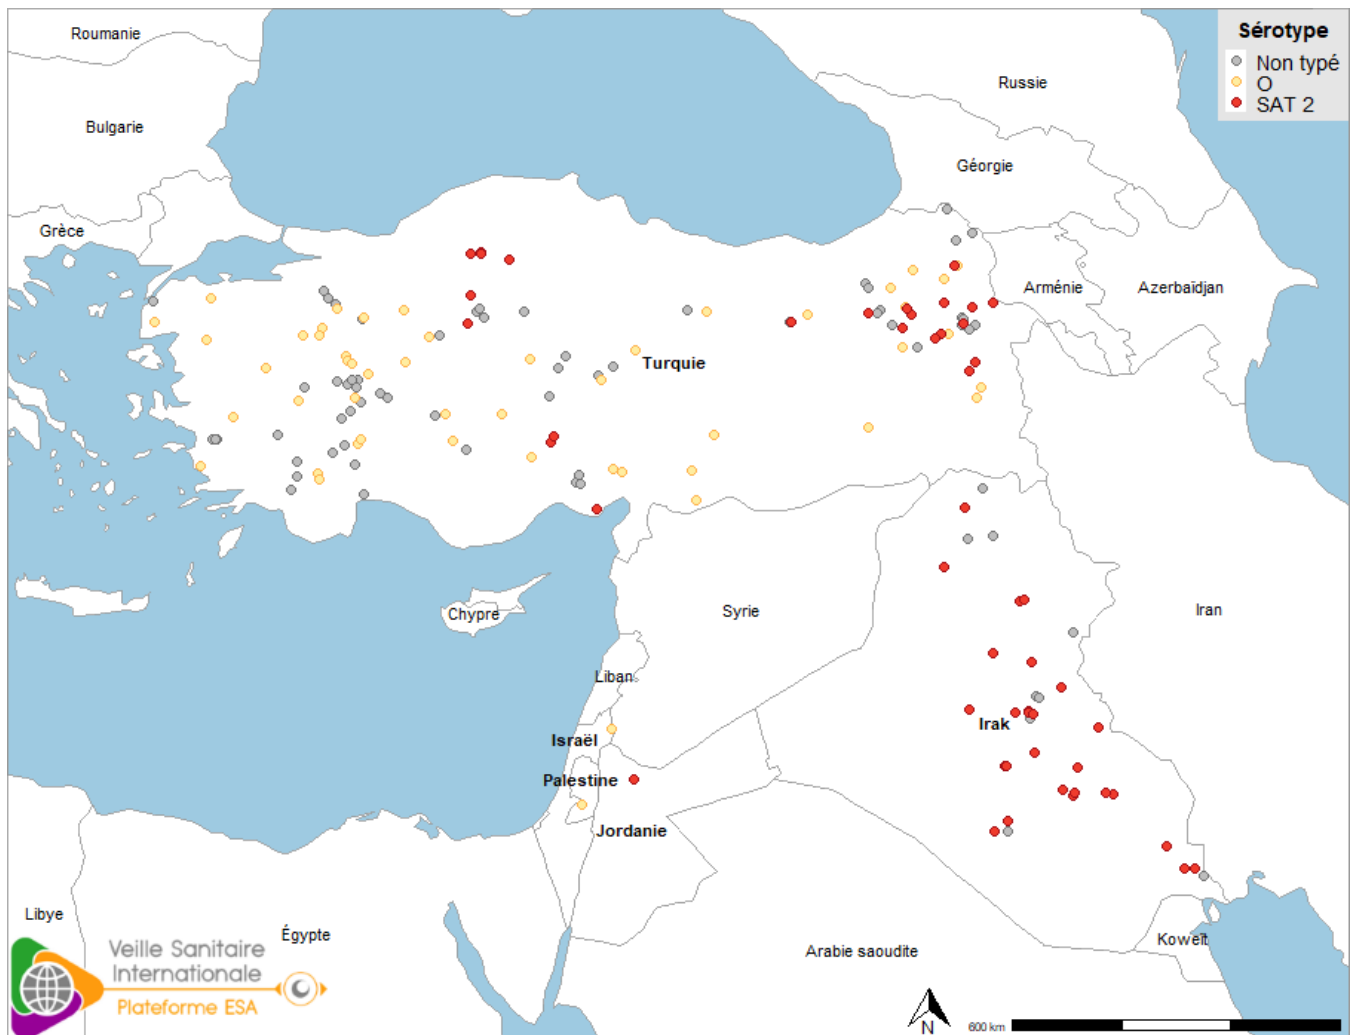 Roumanie
Sérotype
Non typé
O
SAT 2
Russie
Bulgarie
Géorgie
Grèce
Arménie
Azerbaïdjan
Turquie
Chypre
Syrie
Iran
Liban
Israël
Irak
Palestine
Jordanie
Libye
Égypte
Arabie saoudite
Koweït
Veille Sanitaire
Internationale
Plateforme ESA
N
600 km